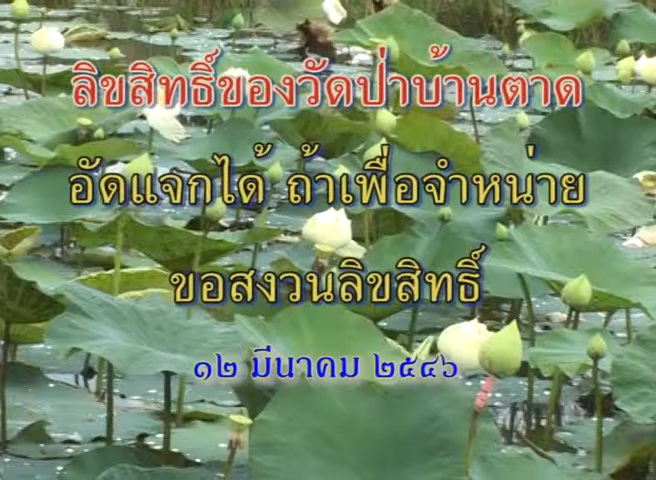 ลิขสิทธิ์ของวัดป่าบ้านตาด
อัดแจกได้ ถ้าเพื่อจำหน่าย
ขอสงวนลิขสิทธิ์
๑๒ มีนาคม ๒๕๔๖